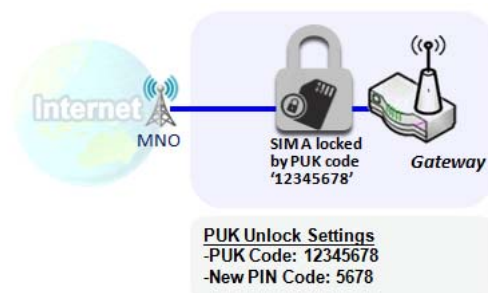 Internet
MNO
SIM A locked
by PUK code
'12345678'
Gateway
PUK Unlock Settings
-PUK Code: 12345678
-New PIN Code: 5678